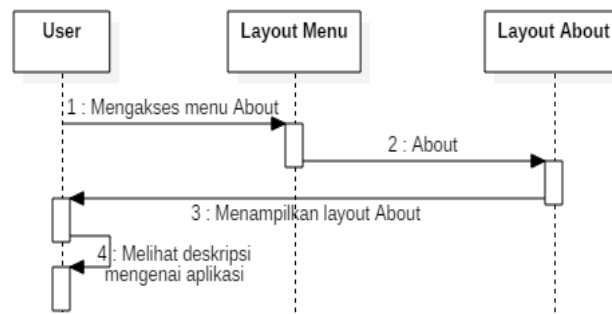 User
Layout Menu
Layout About
1 : Mengakses menu About
2 : About
3 : Menampilkan layout About
4 : Melihat deskripsi
mengenai aplikasi